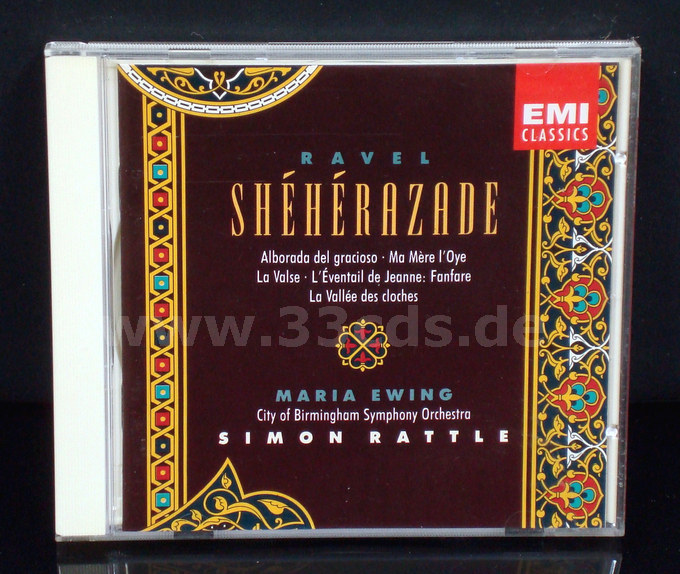 EMI
CLASSICS
RAVEL
SHÉHÉRAZADE
Alborada del gracioso · Ma Mère l'Oye
La Valse · L'Éventail de Jeanne: Fanfare
La Vallée des cloches
www.33cds.de
MARIA EWING
City of Birmingham Symphony Orchestra
SIMON RATTLE